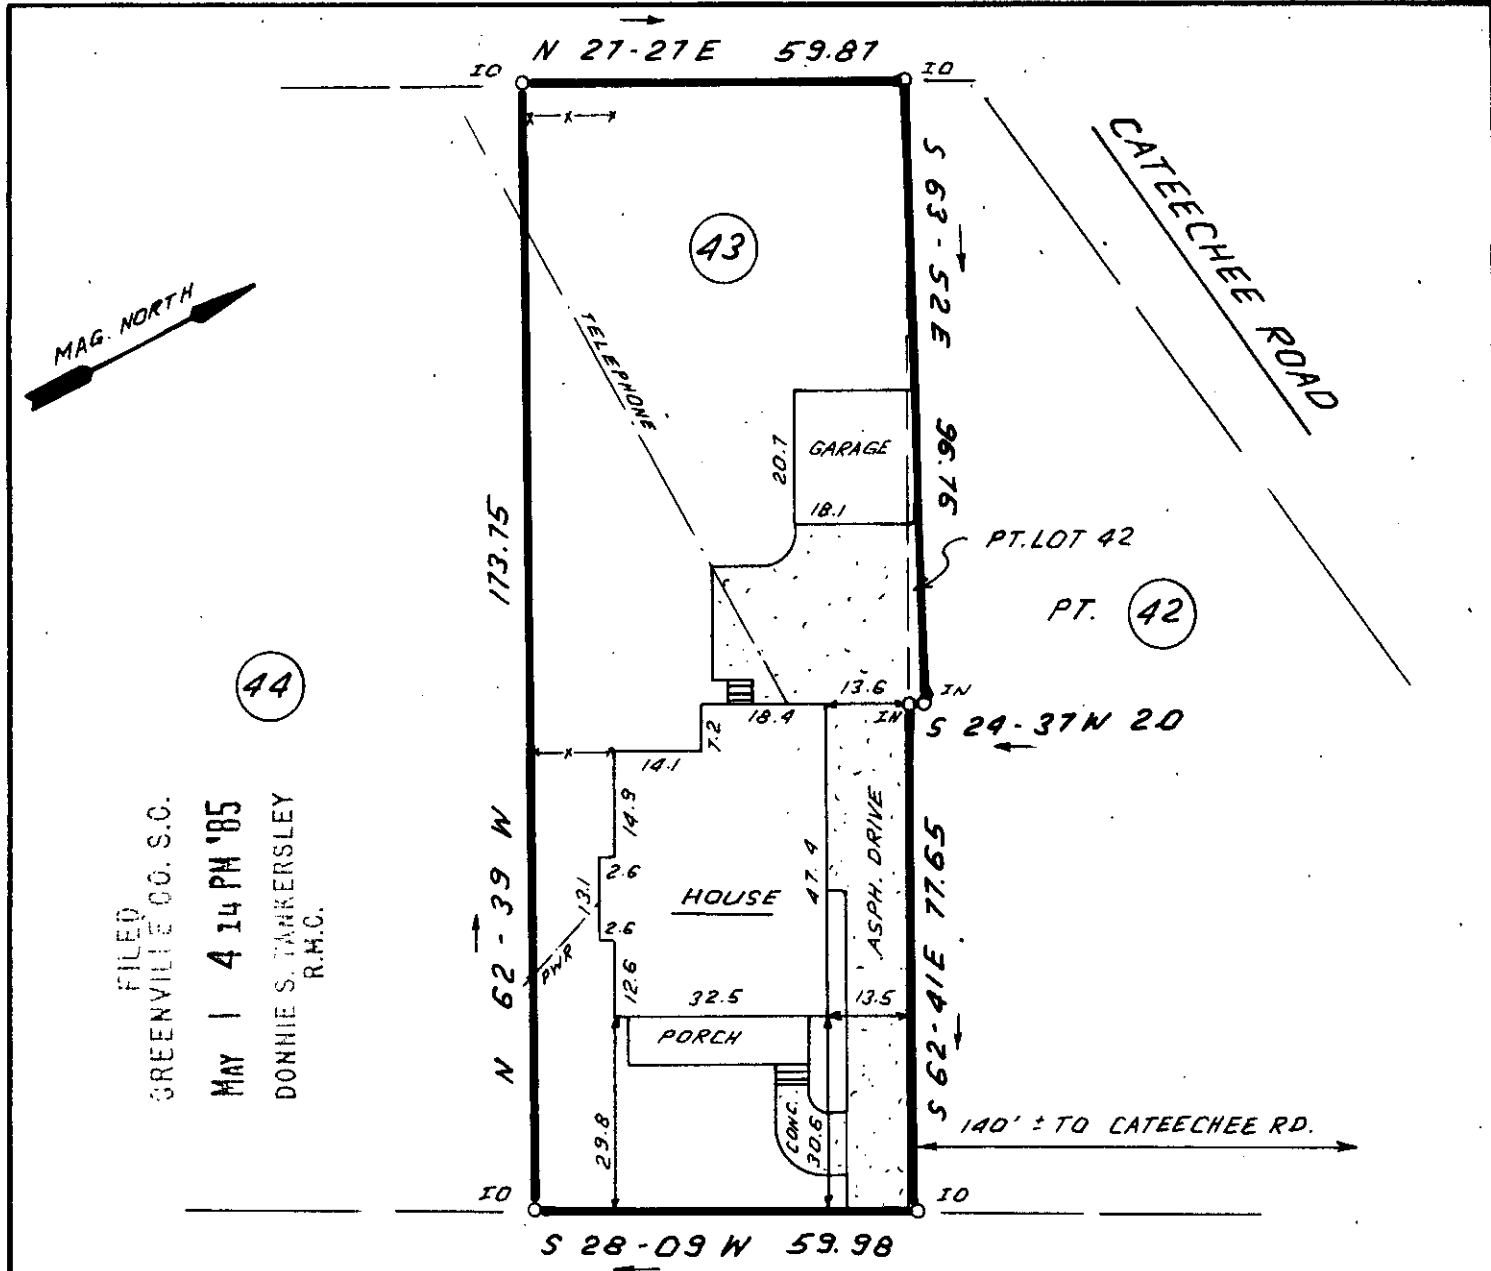 N 27-27 E 59.87
IO
IO
CATEECHEE ROAD
S 63-52 E 96.76
43
MAG. NORTH
TELEPHONE
GARAGE
20.7
18.1
173.75
PT. LOT 42
PT. 42
44
13.6
IN
18.4
IN
S 24-37 W 2.0
7.2
14.1
14.9
ASPH. DRIVE
47.4
2.6
HOUSE
13.1
2.6
PWR
12.6
32.5
13.5
N 62-39 W
S 62-41 E 77.65
PORCH
FILED
GREENVILLE CO. S.C.
MAY 1 4 14 PM '85
DONNIE S. TANKERSLEY
R.M.C.
CONC.
29.8
30.6
140' ± TO CATEECHEE RD.
IO
IO
S 28-09 W 59.98